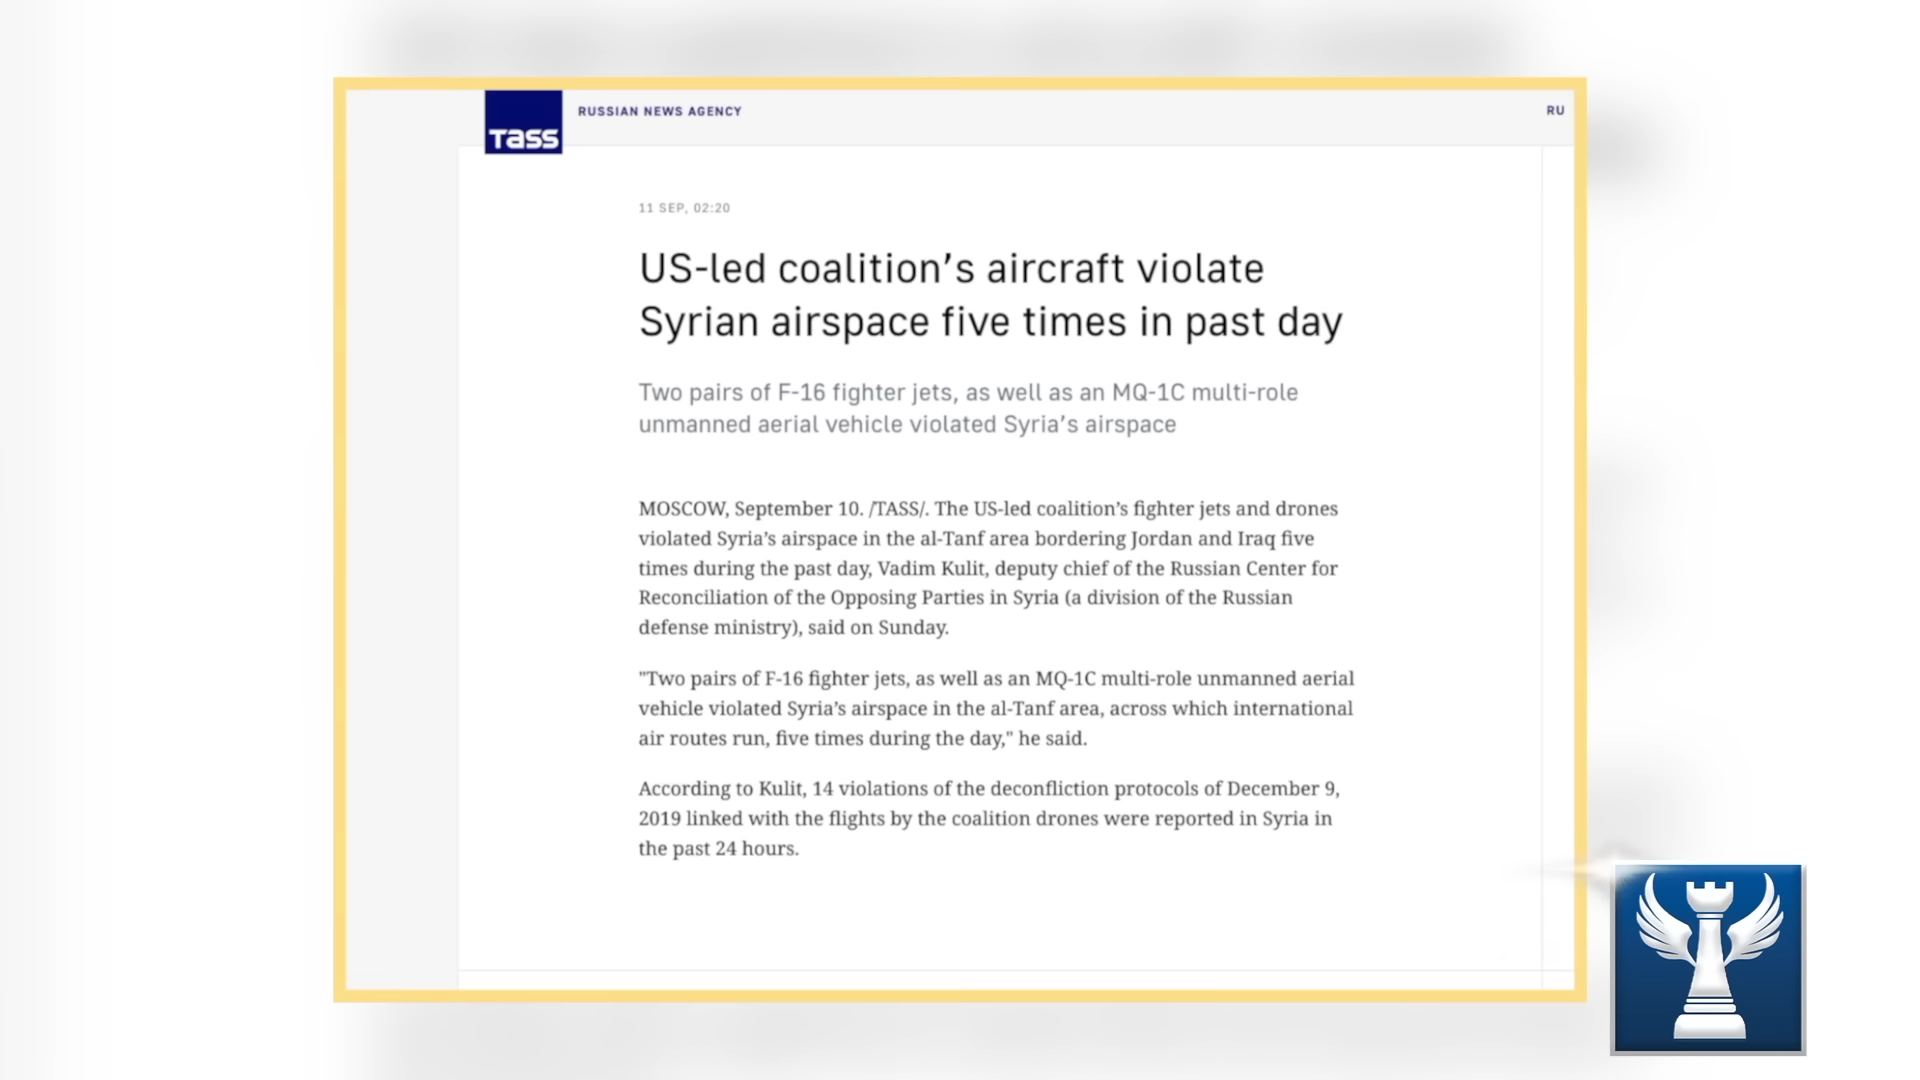 Tass
RUSSIAN NEWS AGENCY
RU
11 SEP, 02:20
US-led coalition’s aircraft violate
Syrian airspace five times in past day
Two pairs of F-16 fighter jets, as well as an MQ-1C multi-role
unmanned aerial vehicle violated Syria’s airspace
MOSCOW, September 10. /TASS/. The US-led coalition’s fighter jets and drones
violated Syria’s airspace in the al-Tanf area bordering Jordan and Iraq five
times during the past day, Vadim Kulit, deputy chief of the Russian Center for
Reconciliation of the Opposing Parties in Syria (a division of the Russian
defense ministry), said on Sunday.
"Two pairs of F-16 fighter jets, as well as an MQ-1C multi-role unmanned aerial
vehicle violated Syria’s airspace in the al-Tanf area, across which international
air routes run, five times during the day," he said.
According to Kulit, 14 violations of the deconfliction protocols of December 9,
2019 linked with the flights by the coalition drones were reported in Syria in
the past 24 hours.